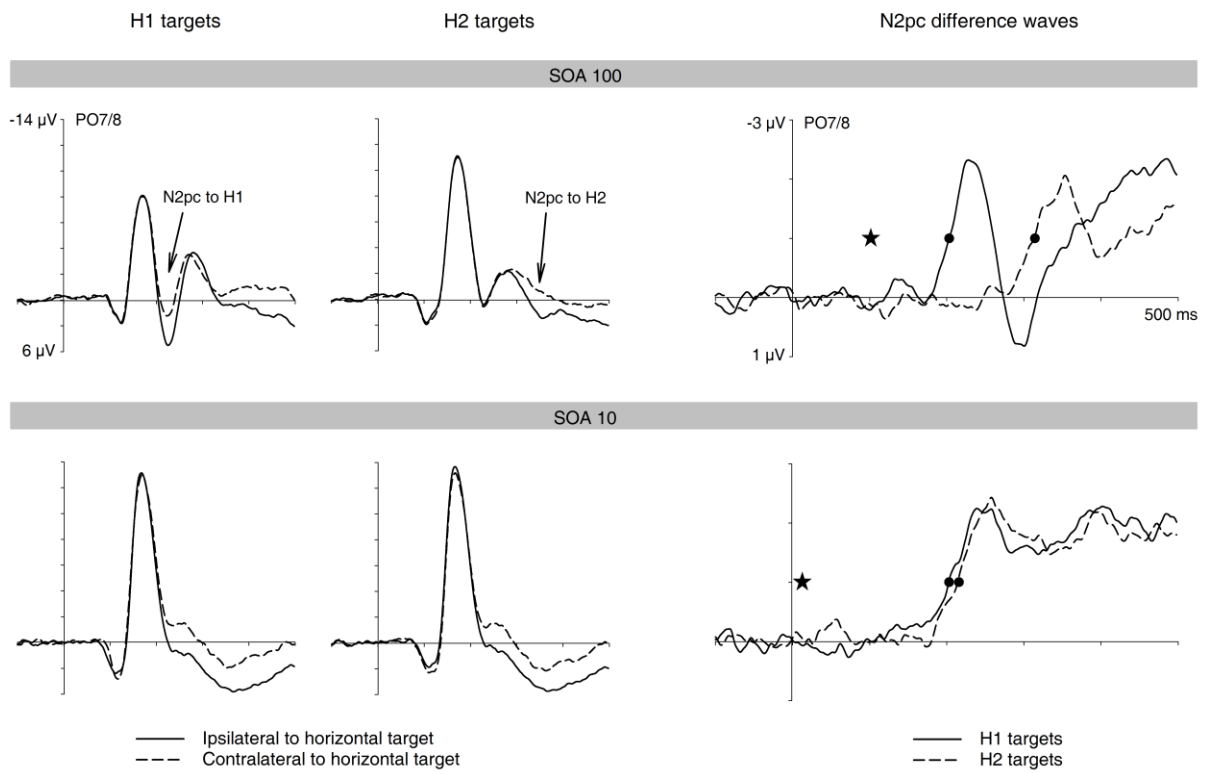 H1 targets
H2 targets
N2pc difference waves
SOA 100
-14 µV
PO7/8
N2pc to H1
6 µV
N2pc to H2
-3 µV
PO7/8
500 ms
1 µV
SOA 10
Ipsilateral to horizontal target
Contralateral to horizontal target
H1 targets
H2 targets